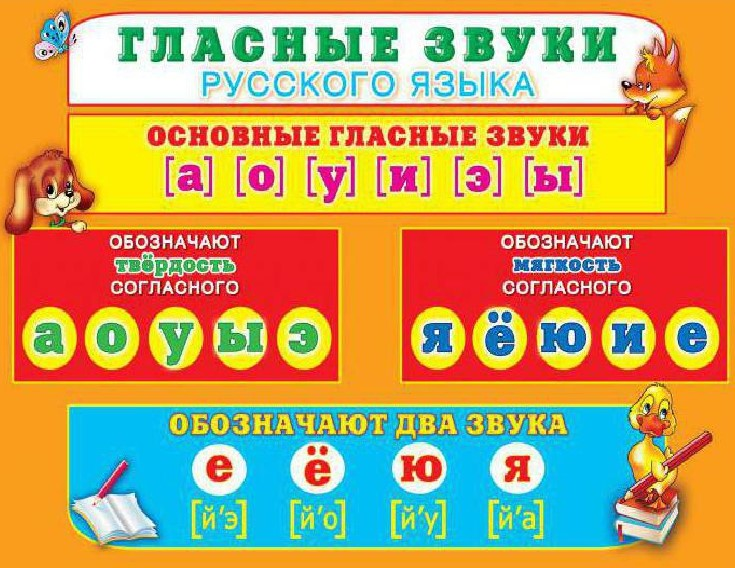 ГЛАСНЫЕ ЗВУКИ
РУССКОГО ЯЗЫКА
ОСНОВНЫЕ ГЛАСНЫЕ ЗВУКИ
[а] [о] [у] [и] [э] [ы]
ОБОЗНАЧАЮТ
твёрдость
СОГЛАСНОГО
а о у ы э
ОБОЗНАЧАЮТ
мягкость
СОГЛАСНОГО
я ё ю и е
ОБОЗНАЧАЮТ ДВА ЗВУКА
е ё ю я
[й'э] [й'о] [й'у] [й'а]